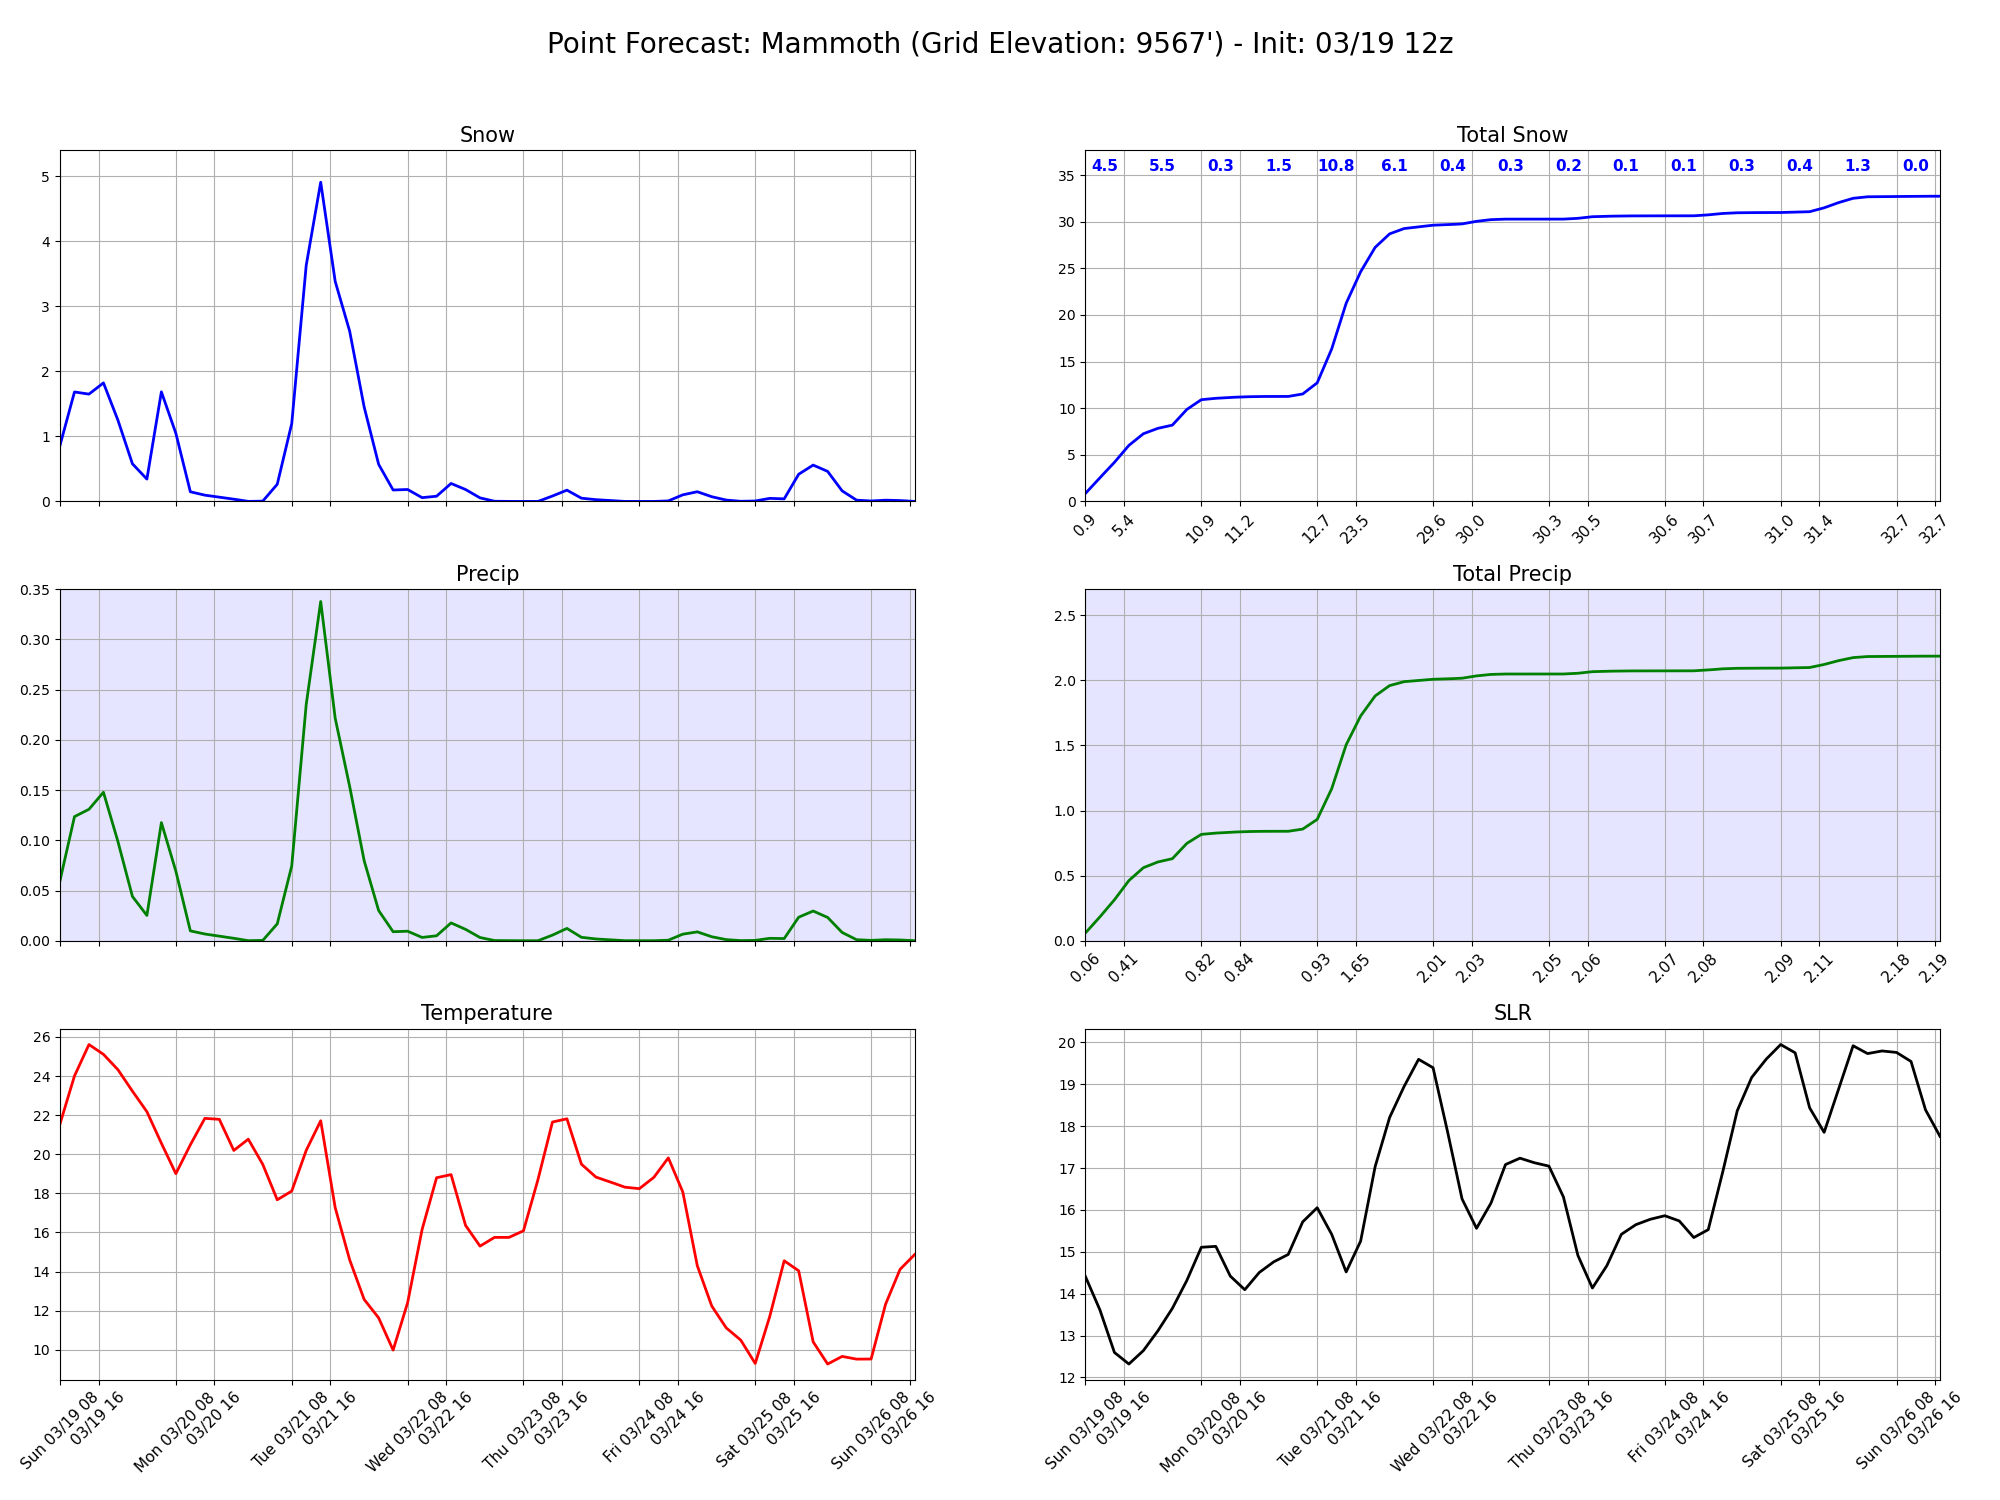 Point Forecast: Mammoth (Grid Elevation: 9567') - Init: 03/19 12z
Snow
5
4
3
2
1
0
Total Snow
4.5 5.5 0.3 1.5 10.8 6.1 0.4 0.3 0.2 0.1 0.1 0.3 0.4 1.3 0.0
35
30
25
20
15
10
5
0
0.9 5.4 10.9 11.2 12.7 23.5 29.6 30.0 30.3 30.5 30.6 30.7 31.0 31.4 32.7 32.7
Precip
0.35
0.30
0.25
0.20
0.15
0.10
0.05
0.00
Total Precip
2.5
2.0
1.5
1.0
0.5
0.0
0.06 0.41 0.82 0.84 0.93 1.65 2.01 2.03 2.05 2.06 2.07 2.08 2.09 2.11 2.18 2.19
Temperature
26
24
22
20
18
16
14
12
10
Sun 03/19 08
03/19 16
Mon 03/20 08
03/20 16
Tue 03/21 08
03/21 16
Wed 03/22 08
03/22 16
Thu 03/23 08
03/23 16
Fri 03/24 08
03/24 16
Sat 03/25 08
03/25 16
Sun 03/26 08
03/26 16
SLR
20
19
18
17
16
15
14
13
12
Sun 03/19 08
03/19 16
Mon 03/20 08
03/20 16
Tue 03/21 08
03/21 16
Wed 03/22 08
03/22 16
Thu 03/23 08
03/23 16
Fri 03/24 08
03/24 16
Sat 03/25 08
03/25 16
Sun 03/26 08
03/26 16